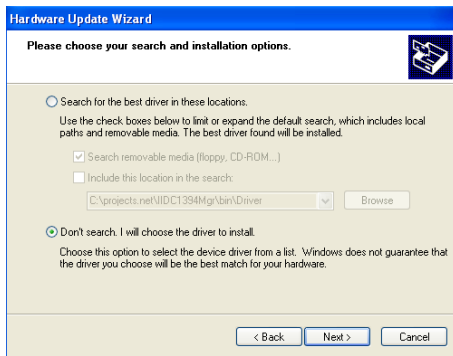 Hardware Update Wizard
Please choose your search and installation options.
Search for the best driver in these locations.
Use the check boxes below to limit or expand the default search, which includes local
paths and removable media. The best driver found will be installed.
Search removable media (floppy, CD-ROM...)
Include this location in the search:
C:\projects.net\IIDC1394Mgr\bin\Driver
Browse
Don't search. I will choose the driver to install.
Choose this option to select the device driver from a list. Windows does not guarantee that
the driver you choose will be the best match for your hardware.
< Back Next > Cancel